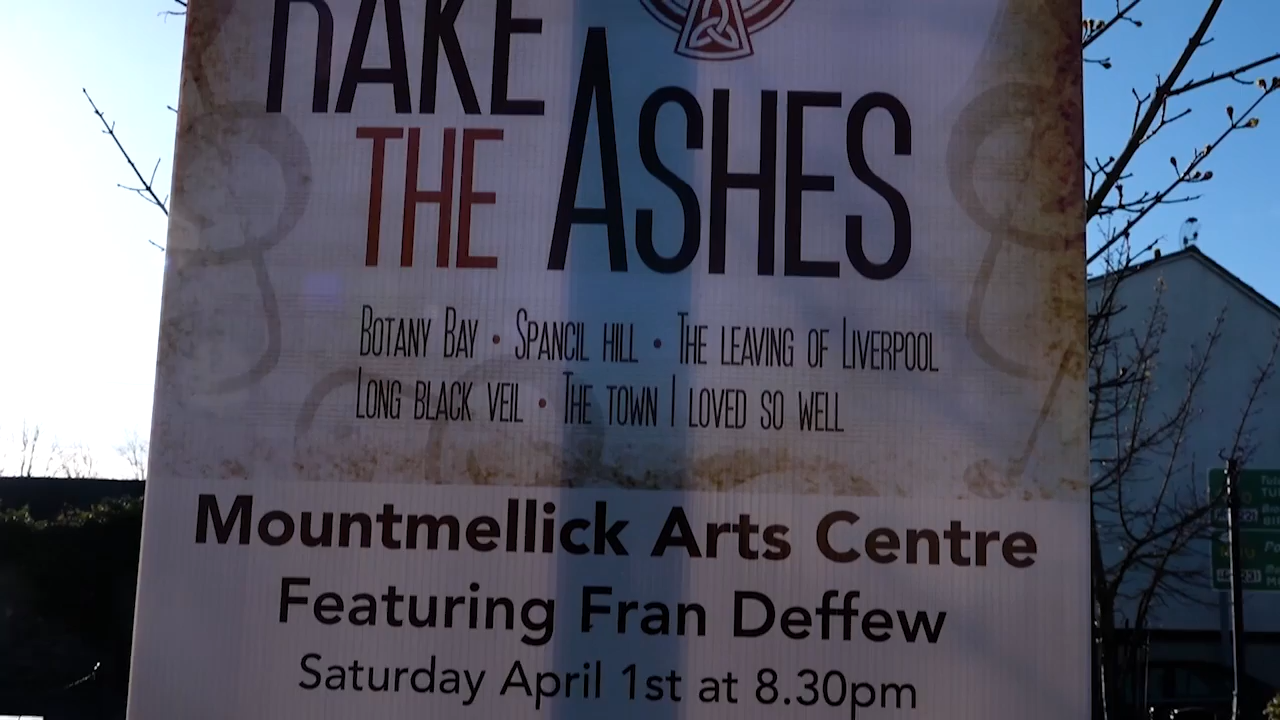 RAKE
THE ASHES
BOTANY BAY • SPANCIL HILL • THE LEAVING OF LIVERPOOL
LONG BLACK VEIL • THE TOWN I LOVED SO WELL
Mountmellick Arts Centre
Featuring Fran Deffew
Saturday April 1st at 8.30pm